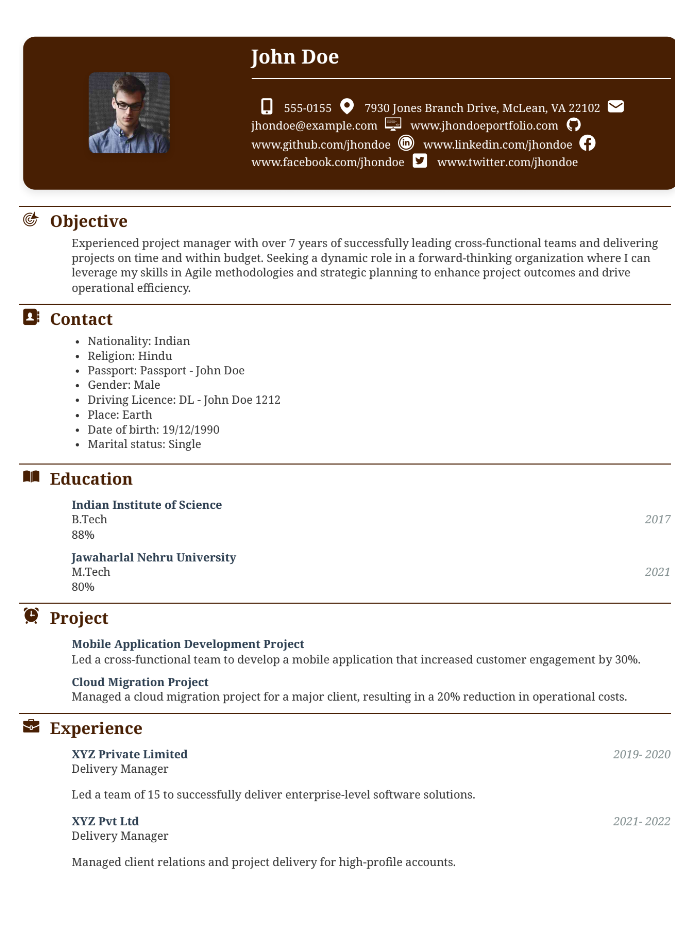 John Doe
555-0155 7930 Jones Branch Drive, McLean, VA 22102
jhondoe@example.com www.jhondoeportfolio.com
www.github.com/jhondoe www.linkedin.com/jhondoe
www.facebook.com/jhondoe www.twitter.com/jhondoe
Objective
Experienced project manager with over 7 years of successfully leading cross-functional teams and delivering
projects on time and within budget. Seeking a dynamic role in a forward-thinking organization where I can
leverage my skills in Agile methodologies and strategic planning to enhance project outcomes and drive
operational efficiency.
Contact
• Nationality: Indian
• Religion: Hindu
• Passport: Passport - John Doe
• Gender: Male
• Driving Licence: DL - John Doe 1212
• Place: Earth
• Date of birth: 19/12/1990
• Marital status: Single
Education
Indian Institute of Science
B.Tech 2017
88%
Jawaharlal Nehru University
M.Tech 2021
80%
Project
Mobile Application Development Project
Led a cross-functional team to develop a mobile application that increased customer engagement by 30%.
Cloud Migration Project
Managed a cloud migration project for a major client, resulting in a 20% reduction in operational costs.
Experience
XYZ Private Limited 2019- 2020
Delivery Manager
Led a team of 15 to successfully deliver enterprise-level software solutions.
XYZ Pvt Ltd 2021- 2022
Delivery Manager
Managed client relations and project delivery for high-profile accounts.